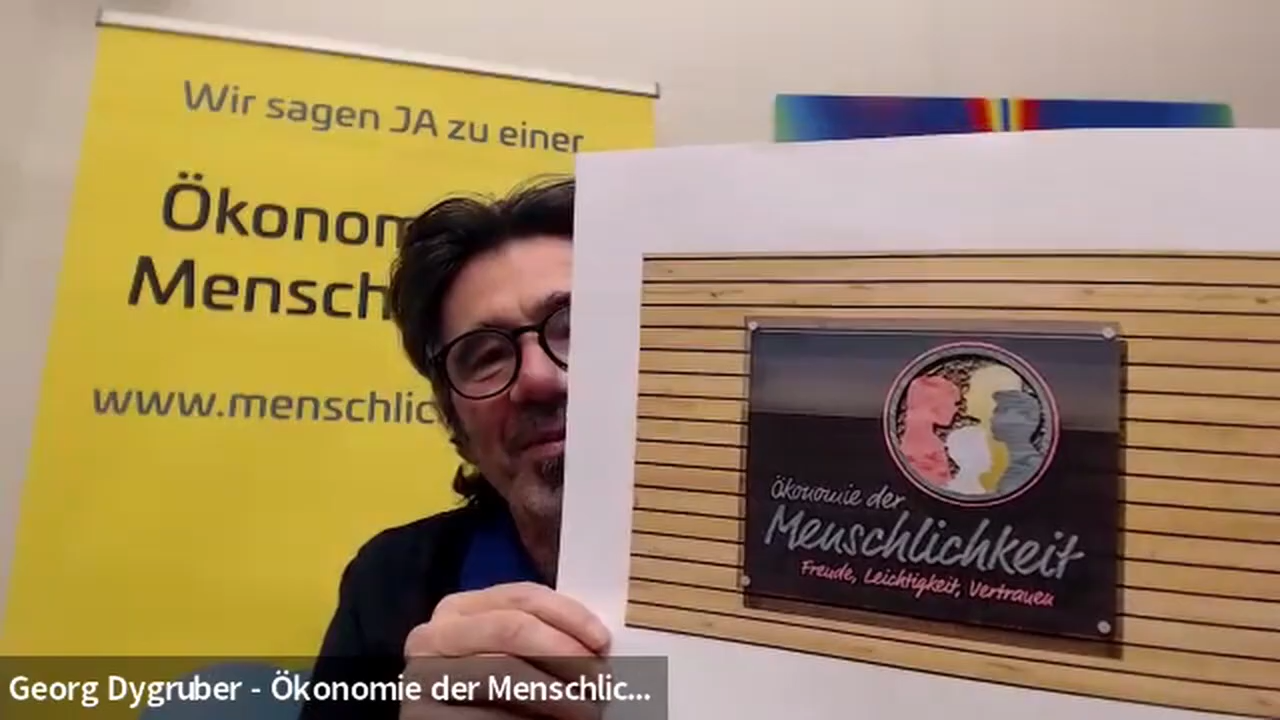 Wir sagen JA zu einer
Ökonom
Mensch
www.menschlic
Ökonomie der
Menschlichkeit
Freude, Leichtigkeit, Vertrauen
Georg Dygruber - Ökonomie der Menschlic...